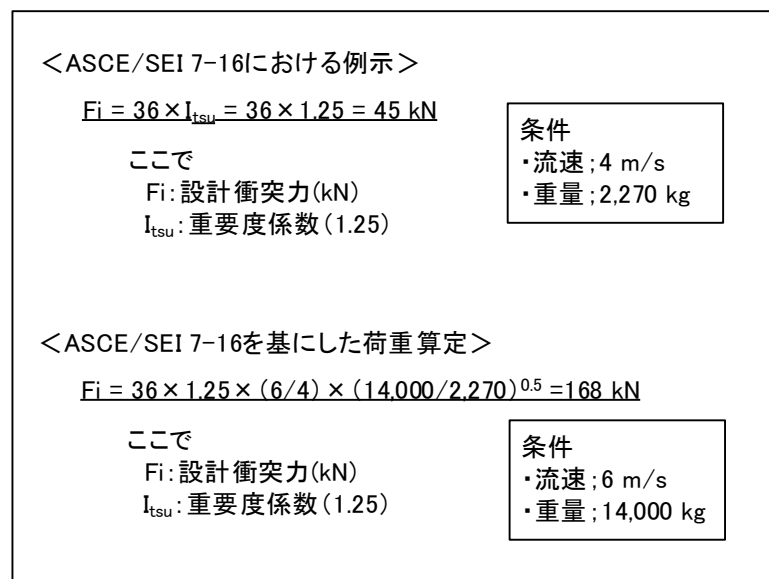 ＜ASCE/SEI 7-16における例示＞
Fi = 36×Itsu = 36×1.25 = 45 kN
条件
・流速；4 m/s
・重量；2,270 kg
ここで
Fi：設計衝突力(kN)
Itsu：重要度係数（1.25）
＜ASCE/SEI 7-16を基にした荷重算定＞
Fi = 36×1.25×(6/4)×(14,000/2,270)0.5 =168 kN
条件
・流速；6 m/s
・重量；14,000 kg
ここで
Fi：設計衝突力(kN)
Itsu：重要度係数（1.25）